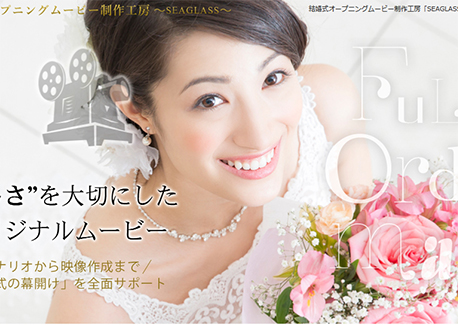 プニングムービー制作工房 ～SEAGLASS～
結婚式オープニングムービー制作工房「SEAGLASS
Ful
Ord
m
さ”を大切にした
ジナルムービー
ナリオから映像作成まで／
式の幕開け」を全面サポート